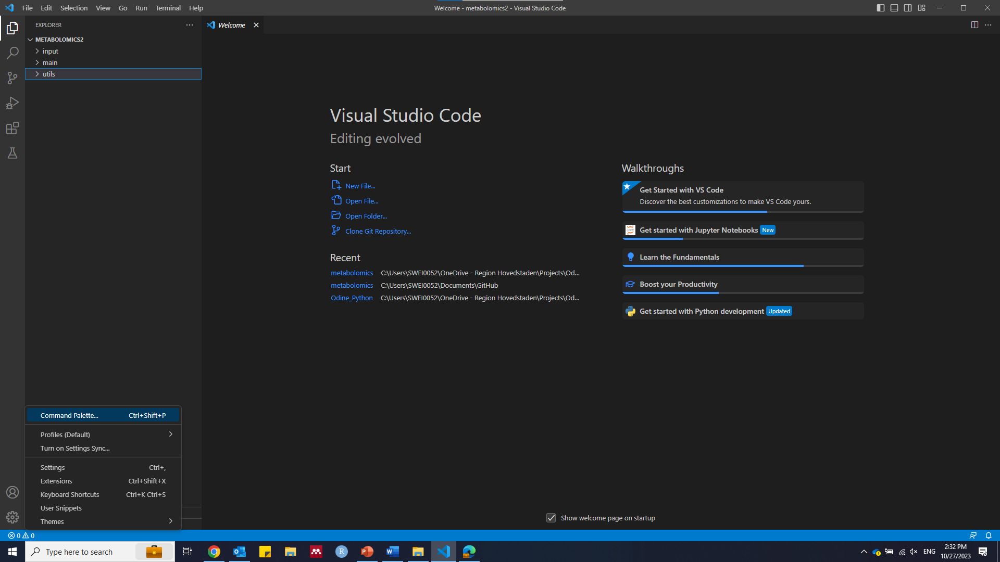 File Edit Selection View Go Run Terminal Help
Welcome - metabolomics2 - Visual Studio Code
EXPLORER
Welcome
METABOLOMICS2
input
main
utils
Visual Studio Code
Editing evolved
Start
New File...
Open File...
Open Folder...
Clone Git Repository...
Recent
metabolomics C:\Users\SWEI0052\OneDrive - Region Hovedstaden\Projects\Od...
metabolomics C:\Users\SWEI0052\Documents\GitHub
Odine_Python C:\Users\SWEI0052\OneDrive - Region Hovedstaden\Projects\Od...
Walkthroughs
Get Started with VS Code
Discover the best customizations to make VS Code yours.
Get started with Jupyter Notebooks New
Learn the Fundamentals
Boost your Productivity
Get started with Python development Updated
Command Palette... Ctrl+Shift+P
Profiles (Default)
Turn on Settings Sync...
Settings Ctrl+,
Extensions Ctrl+Shift+X
Keyboard Shortcuts Ctrl+K Ctrl+S
User Snippets
Themes
Show welcome page on startup
0 0
Type here to search
ENG
2:32 PM
10/27/2023